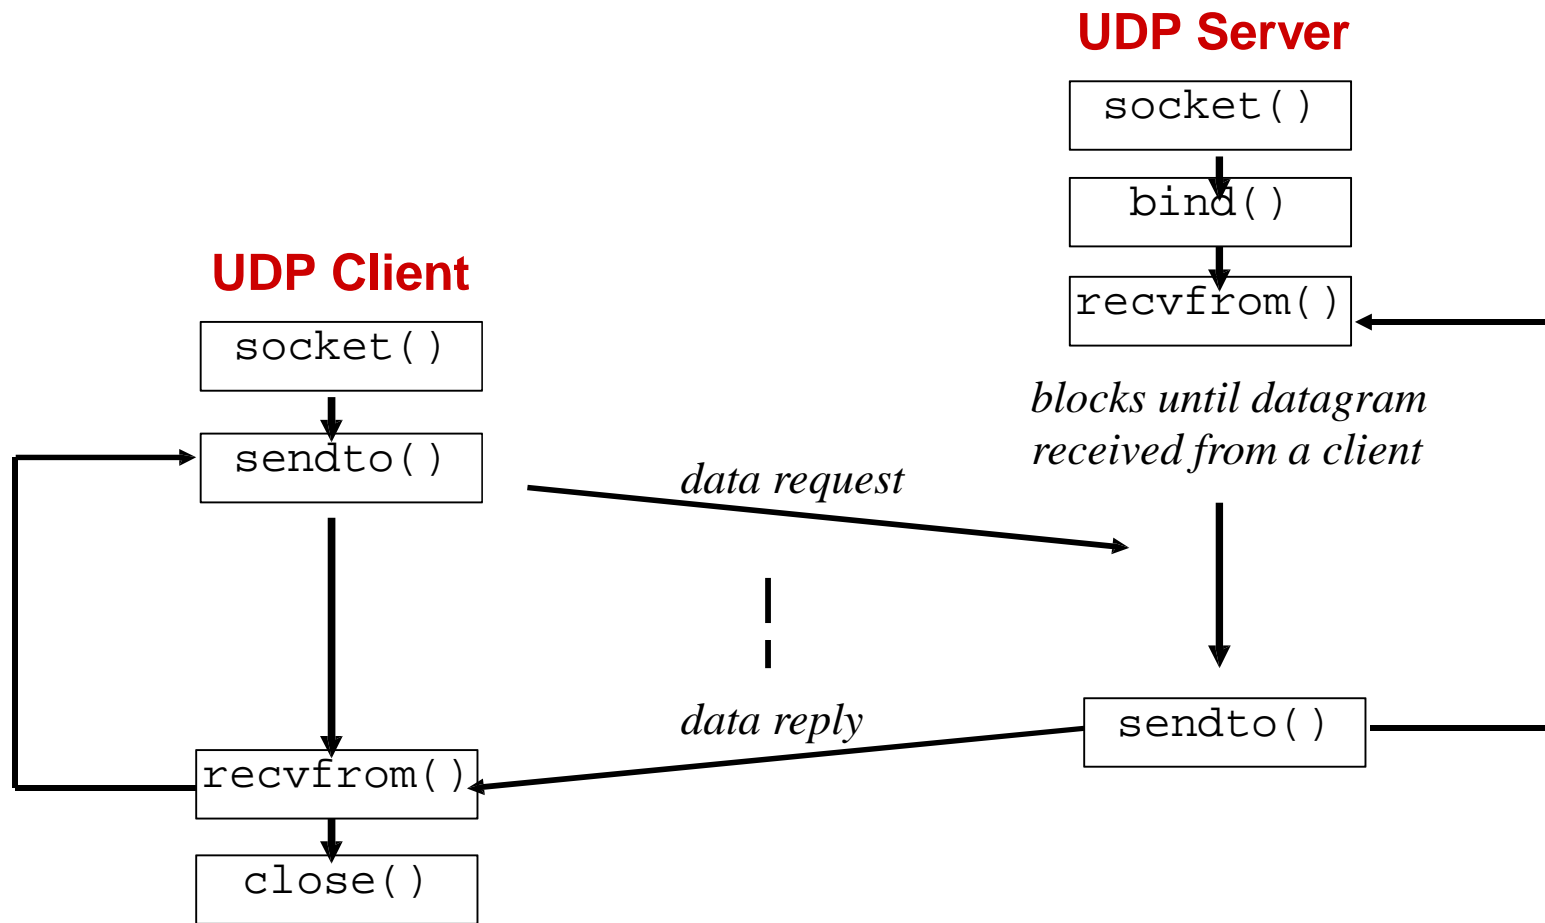 UDP Server
socket()
bind()
recvfrom()
blocks until datagram
received from a client
sendto()
UDP Client
socket()
sendto()
data request
data reply
recvfrom()
close()